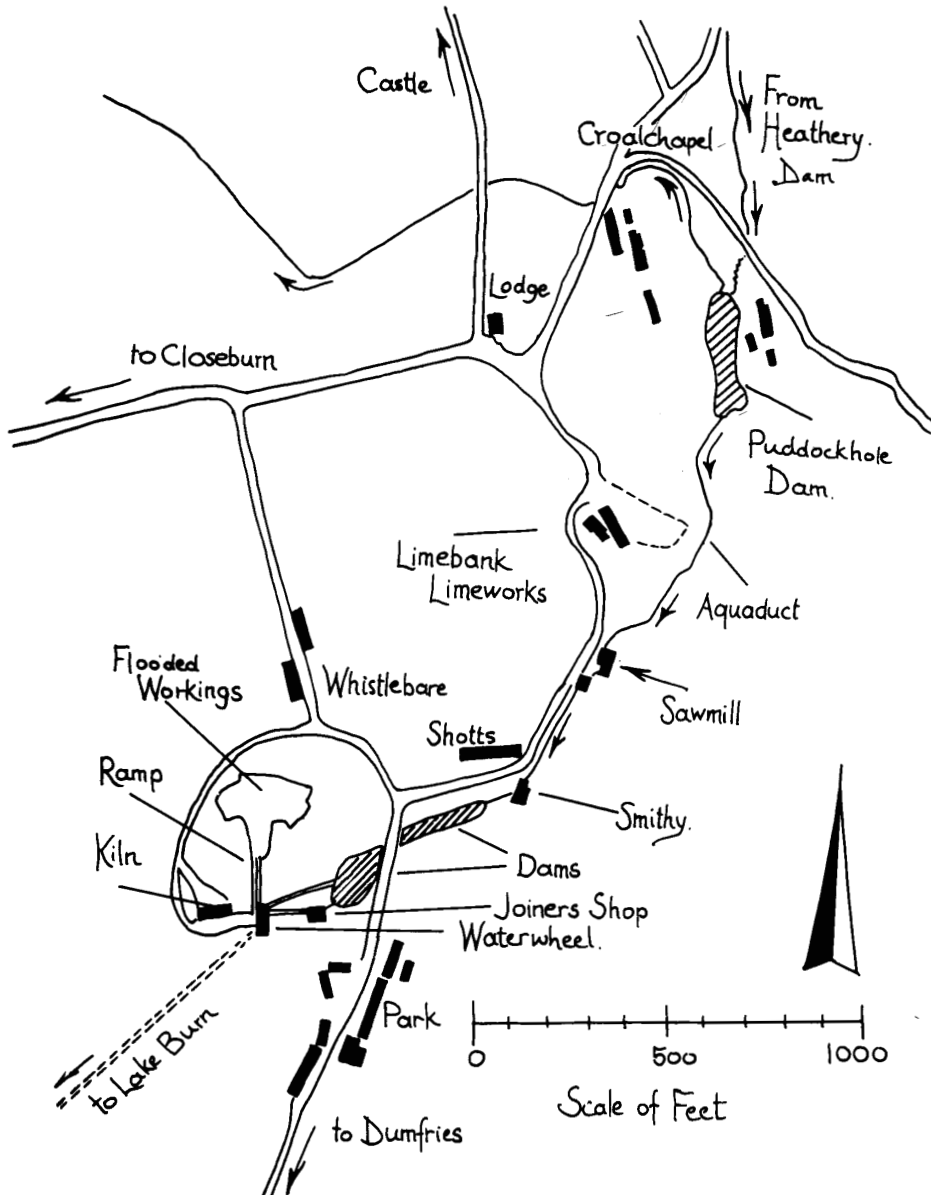 Castle
From
Heathery.
Dam
Croalchapel
Lodge
to Closeburn
Puddockhole
Dam.
Limebank
Limeworks
Aquaduct
Flooded
Workings
Whistlebare
Sawmill
Shotts
Ramp
Smithy.
Kiln
Dams
Joiners Shop
Waterwheel.
Park
to Lake Burn
0 500 1000
Scale of Feet
to Dumfries